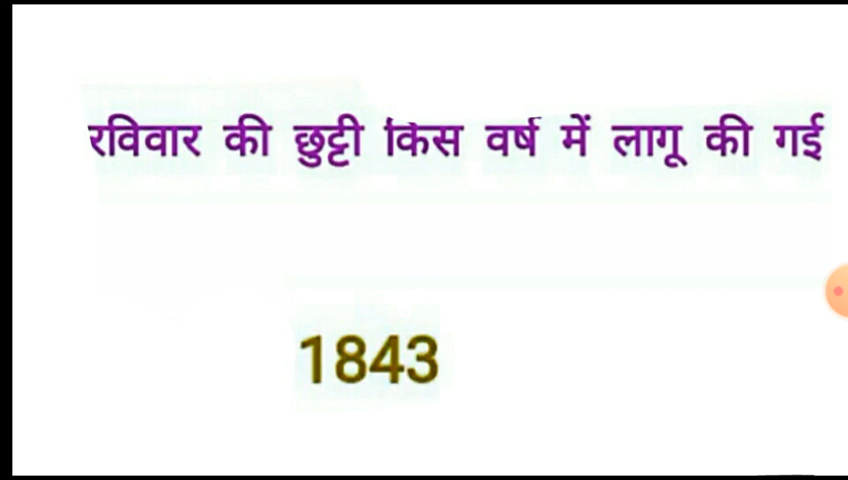 रविवार की छुट्टी किस वर्ष में लागू की गई
1843